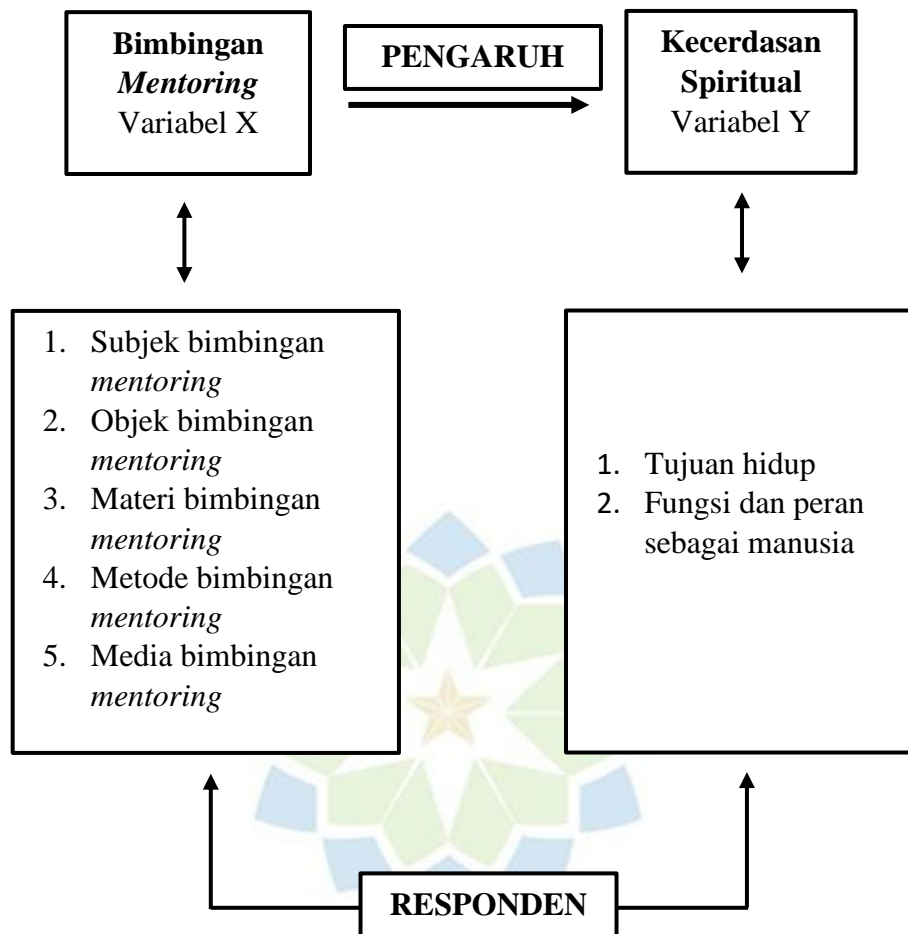 Bimbingan
Mentoring
Variabel X
PENGARUH
Kecerdasan
Spiritual
Variabel Y
1. Subjek bimbingan
mentoring
2. Objek bimbingan
mentoring
3. Materi bimbingan
mentoring
4. Metode bimbingan
mentoring
5. Media bimbingan
mentoring
1. Tujuan hidup
2. Fungsi dan peran
sebagai manusia
RESPONDEN